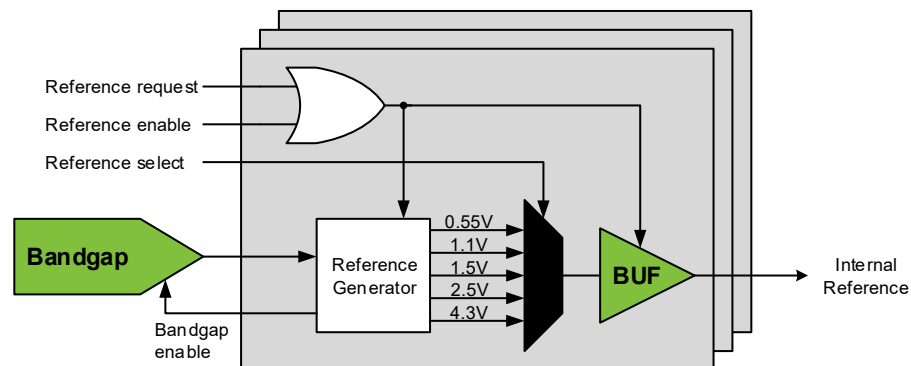 Reference request
Reference enable
Reference select
Bandgap
Reference
Generator
0.55V
1.1V
1.5V
2.5V
4.3V
BUF
Internal
Reference
Bandgap
enable